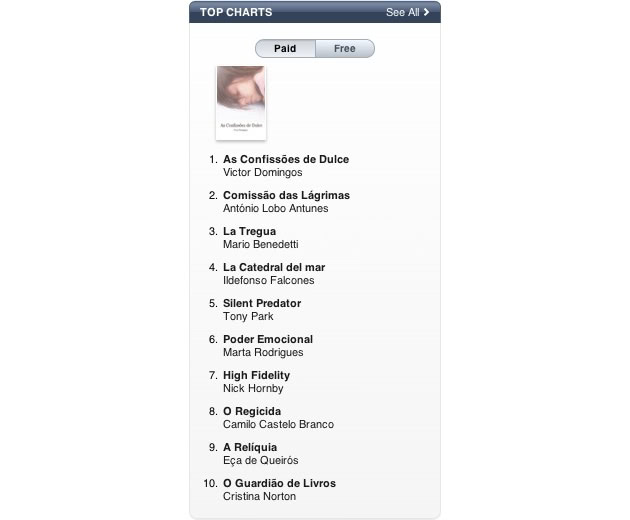 TOP CHARTS
See All
Paid
Free
As Confissões de Dulce
1. As Confissões de Dulce
Victor Domingos
2. Comissão das Lágrimas
António Lobo Antunes
3. La Tregua
Mario Benedetti
4. La Catedral del mar
Ildefonso Falcones
5. Silent Predator
Tony Park
6. Poder Emocional
Marta Rodrigues
7. High Fidelity
Nick Hornby
8. O Regicida
Camilo Castelo Branco
9. A Relíquia
Eça de Queirós
10. O Guardião de Livros
Cristina Norton